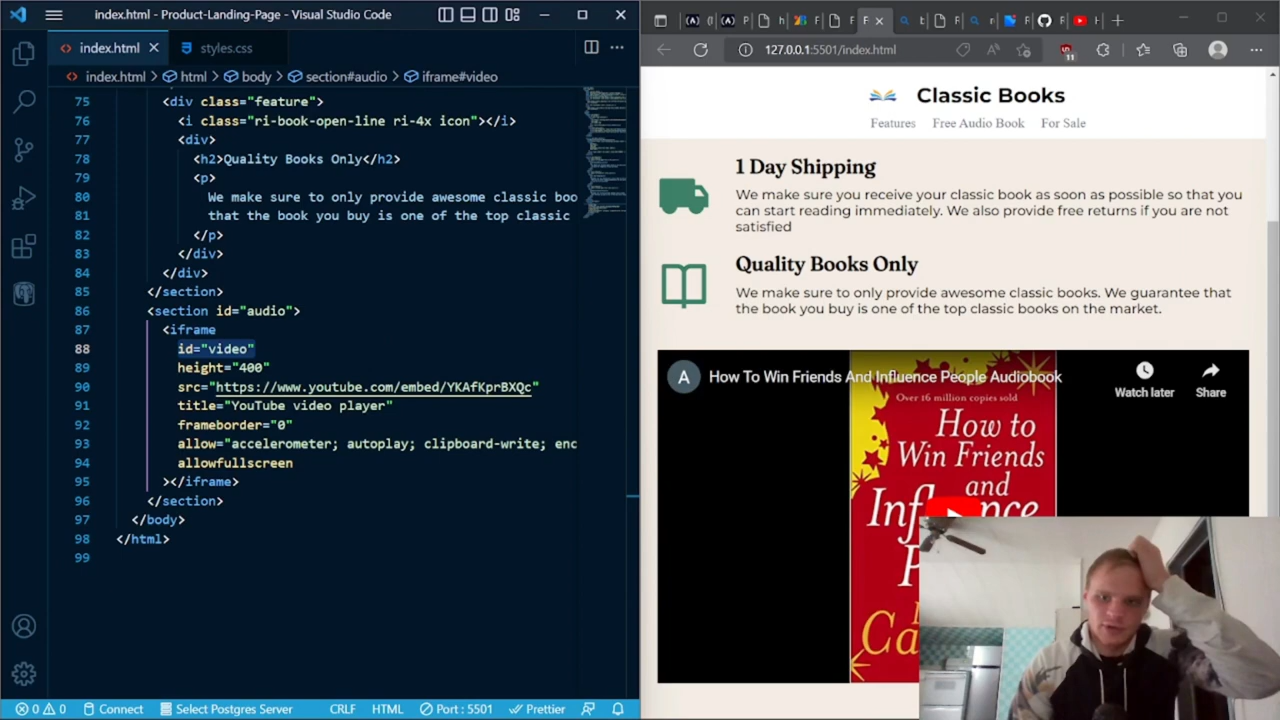 index.html - Product-Landing-Page - Visual Studio Code
index.html
styles.css
index.html > html > body > section#audio > iframe#video
75 <div class="feature">
76 <i class="ri-book-open-line ri-4x icon"></i>
77 <div>
78 <h2>Quality Books Only</h2>
79 <p>
80 We make sure to only provide awesome classic boo
81 that the book you buy is one of the top classic
82 </p>
83 </div>
84 </div>
85 </section>
86 <section id="audio">
87 <iframe
88 id="video"
89 height="400"
90 src="https://www.youtube.com/embed/YKAfKprBXQc"
91 title="YouTube video player"
92 frameborder="0"
93 allow="accelerometer; autoplay; clipboard-write; enc
94 allowfullscreen
95 ></iframe>
96 </section>
97 </body>
98 </html>
99
0 0 Connect Select Postgres Server CRLF HTML Port : 5501 Prettier
127.0.0.1:5501/index.html
11
Classic Books
Features Free Audio Book For Sale
1 Day Shipping
We make sure you receive your classic book as soon as possible so that you
can start reading immediately. We also provide free returns if you are not
satisfied
Quality Books Only
We make sure to only provide awesome classic books. We guarantee that
the book you buy is one of the top classic books on the market.
A How To Win Friends And Influence People Audiobook
Watch later Share
Over 16 million copies sold
How to
Win Friends
and